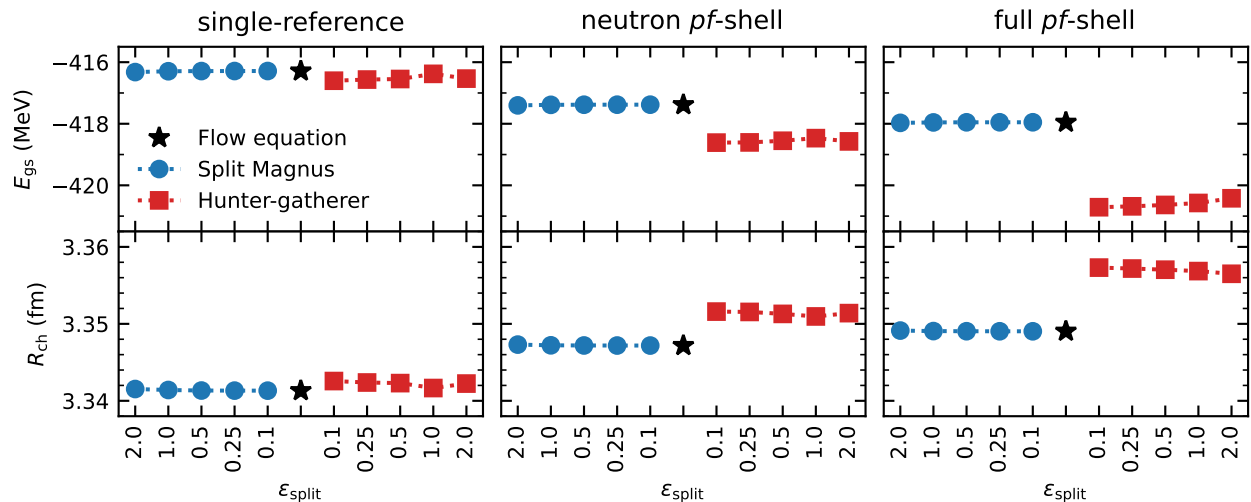 single-reference
neutron pf-shell
full pf-shell
E_gs (MeV)
−416
−418
−420
Flow equation
Split Magnus
Hunter-gatherer
R_ch (fm)
3.36
3.35
3.34
2.0 1.0 0.5 0.25 0.1 0.1 0.25 0.5 1.0 2.0
2.0 1.0 0.5 0.25 0.1 0.1 0.25 0.5 1.0 2.0
2.0 1.0 0.5 0.25 0.1 0.1 0.25 0.5 1.0 2.0
ε_split
ε_split
ε_split